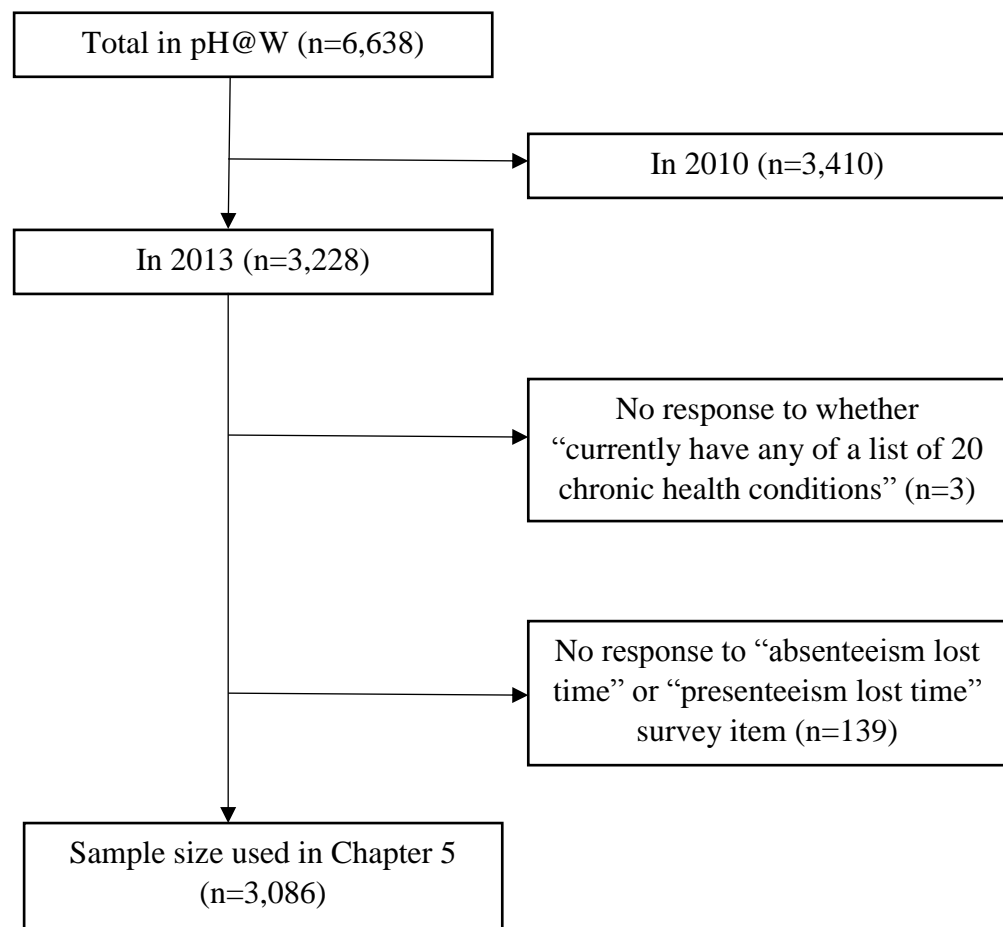 Total in pH@W (n=6,638)
In 2010 (n=3,410)
In 2013 (n=3,228)
No response to whether
“currently have any of a list of 20
chronic health conditions” (n=3)
No response to “absenteeism lost
time” or “presenteeism lost time”
survey item (n=139)
Sample size used in Chapter 5
(n=3,086)